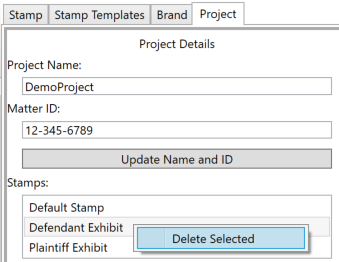 Stamp Stamp Templates Brand Project
Project Details
Project Name:
DemoProject
Matter ID:
12-345-6789
Update Name and ID
Stamps:
Default Stamp
Defendant Exhibit
Delete Selected
Plaintiff Exhibit